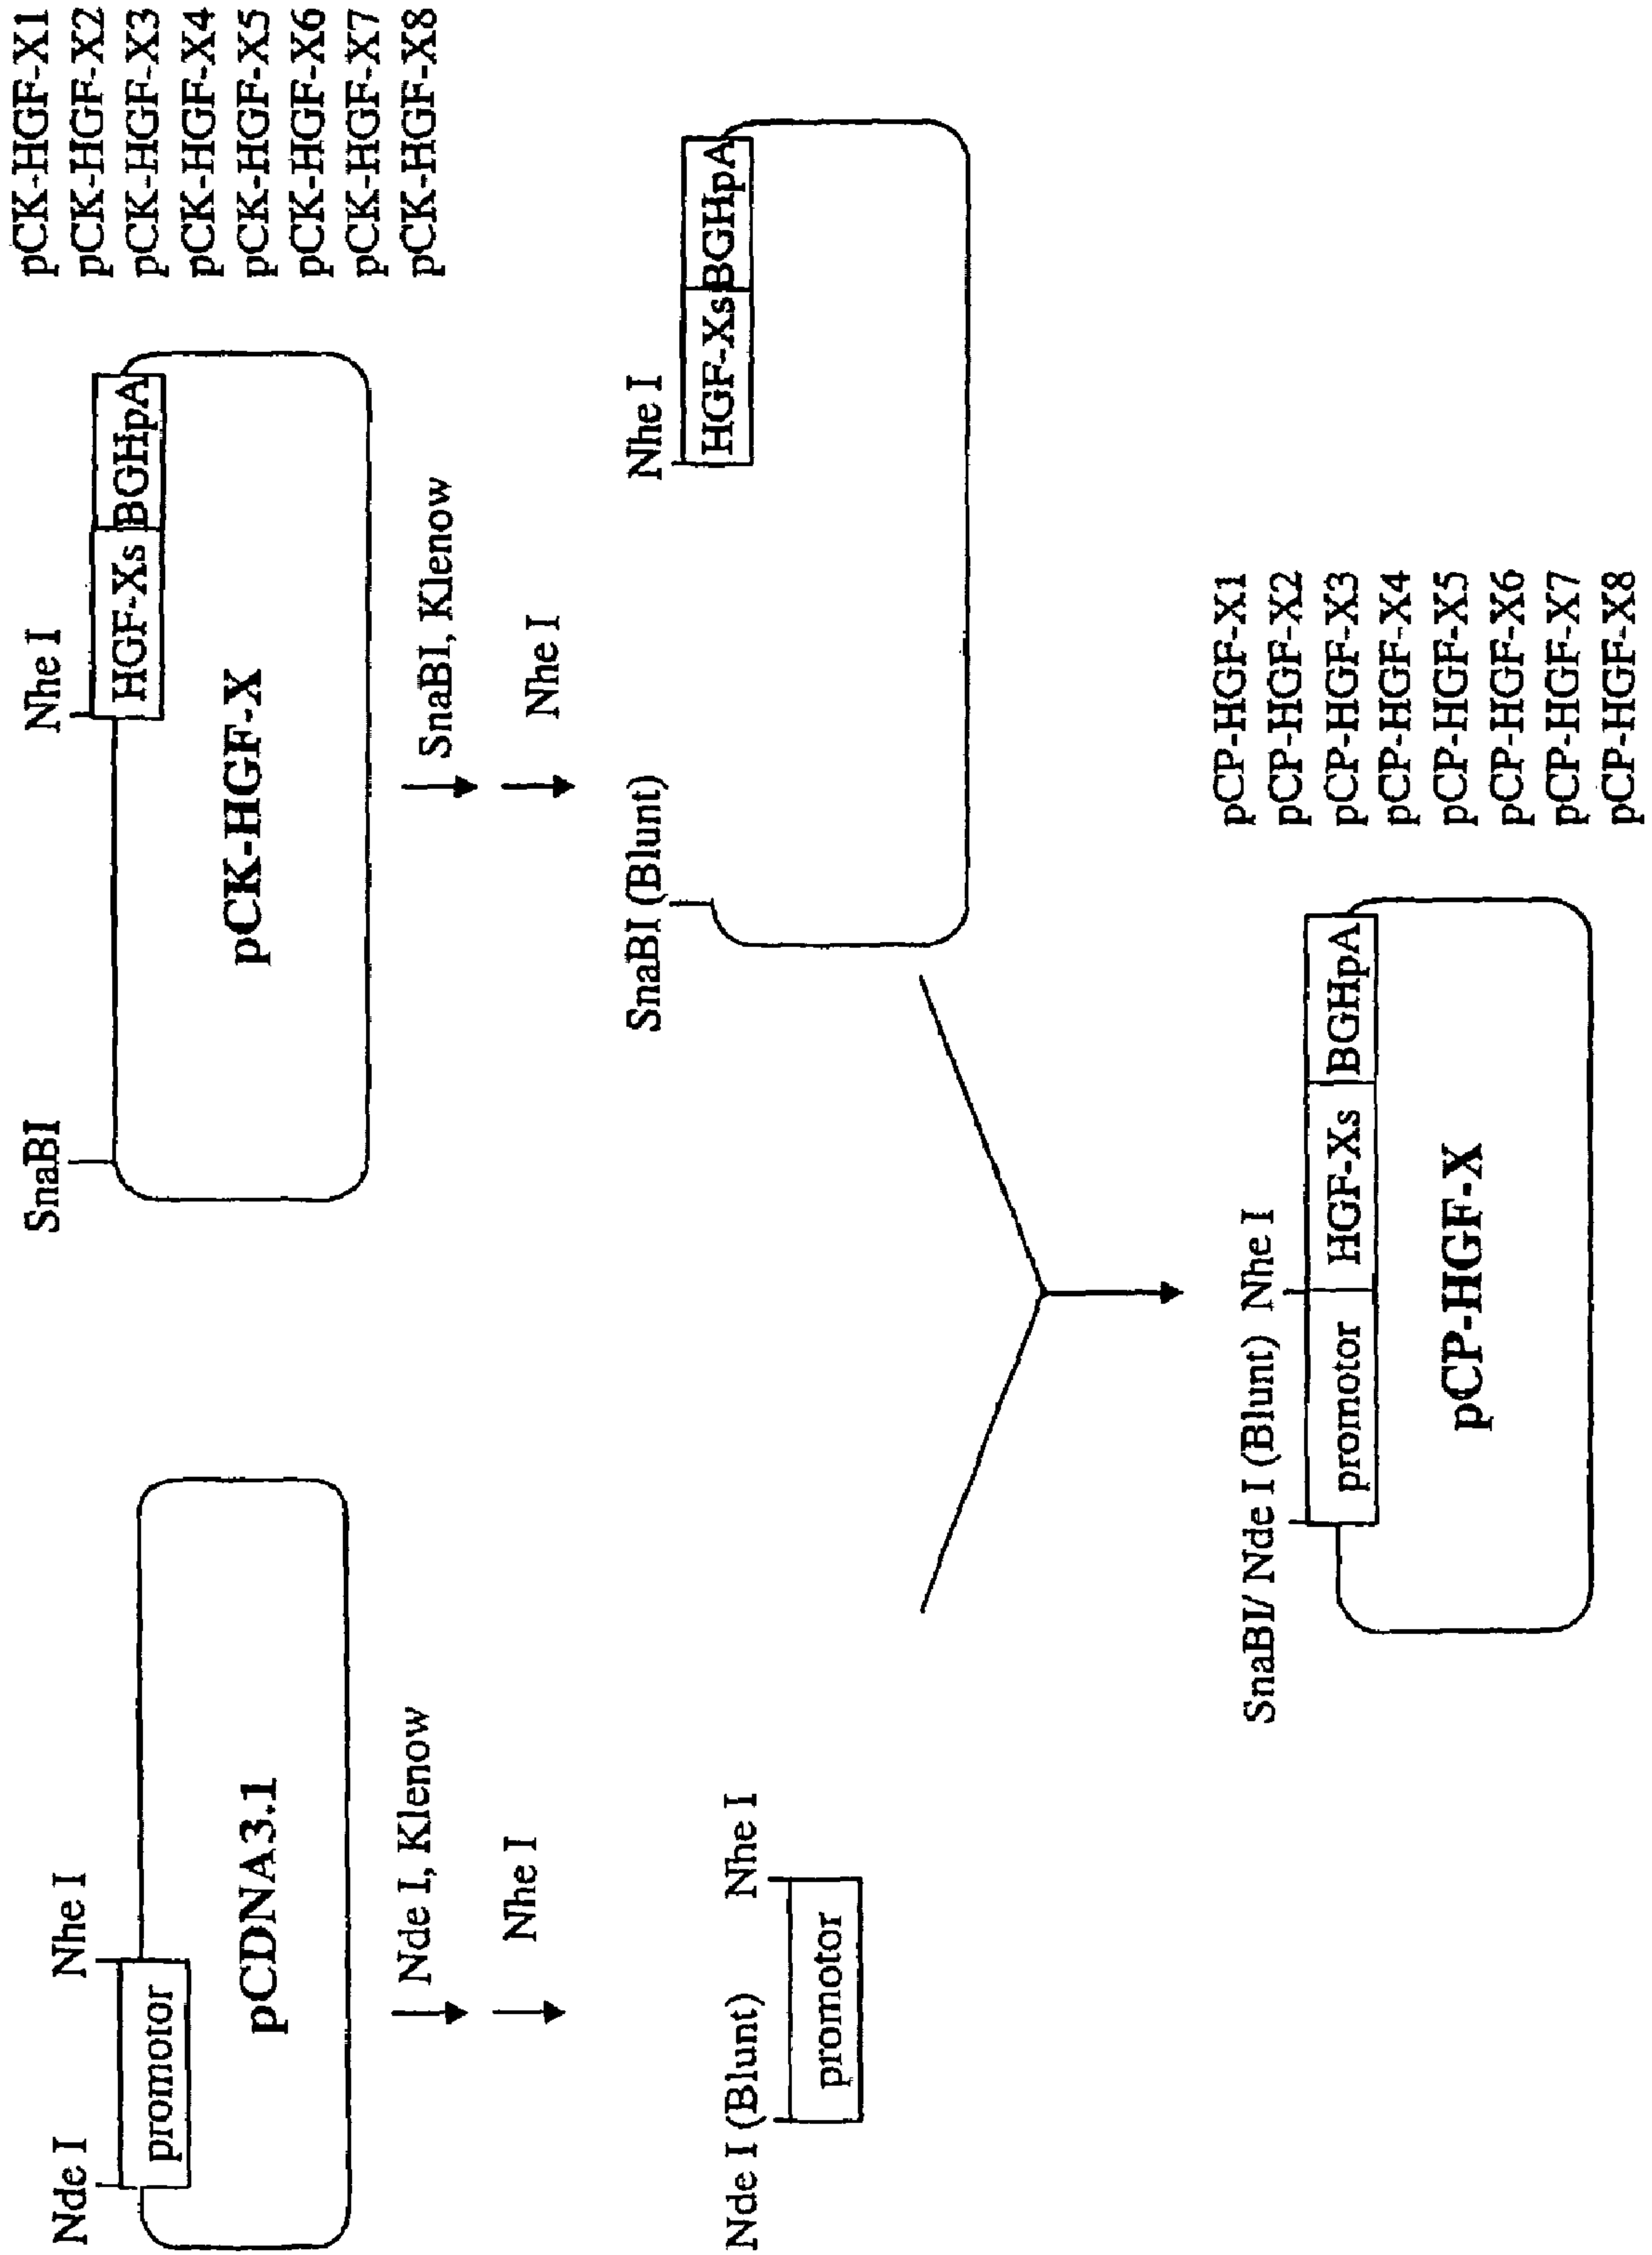 Nde I
Nhe I
promotor
pCDNA3.1
Nde I, Klenow
Nhe I
Nde I (Blunt)
Nhe I
promotor
SnaBI
Nhe I
HGF-Xs
BGHpA
pCK-HGF-X
pCK-HGF-X1
pCK-HGF-X2
pCK-HGF-X3
pCK-HGF-X4
pCK-HGF-X5
pCK-HGF-X6
pCK-HGF-X7
pCK-HGF-X8
SnaBI, Klenow
Nhe I
SnaBI (Blunt)
Nhe I
HGF-Xs
BGHpA
SnaBI/ Nde I (Blunt)
Nhe I
promotor
HGF-Xs
BGHpA
pCP-HGF-X
pCP-HGF-X1
pCP-HGF-X2
pCP-HGF-X3
pCP-HGF-X4
pCP-HGF-X5
pCP-HGF-X6
pCP-HGF-X7
pCP-HGF-X8